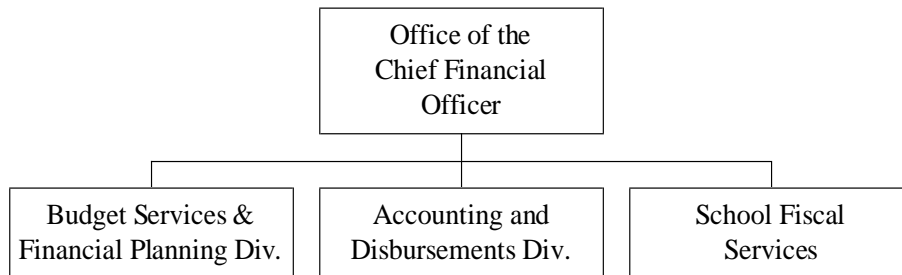 Office of the
Chief Financial
Officer
Budget Services &
Financial Planning Div.
Accounting and
Disbursements Div.
School Fiscal
Services